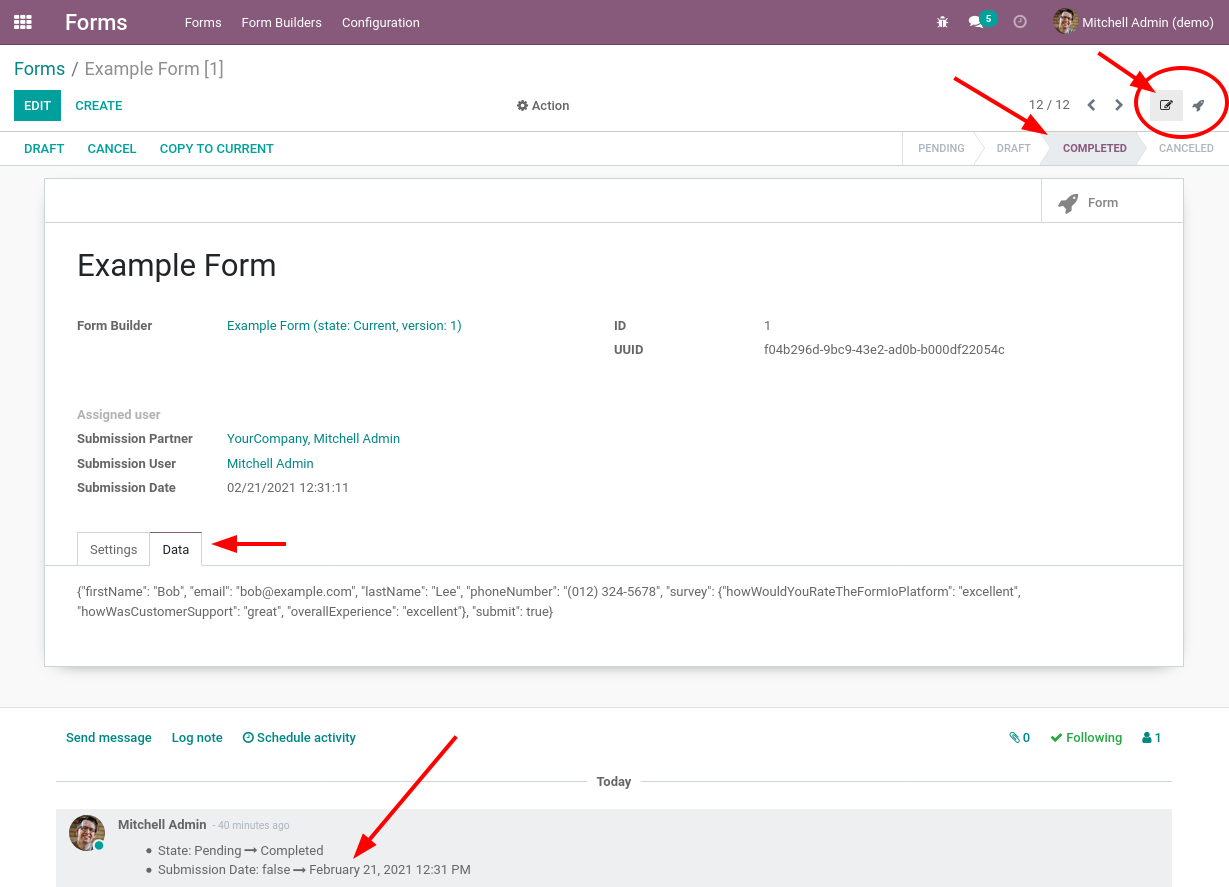 Forms Forms Form Builders Configuration 5 Mitchell Admin (demo)
Forms / Example Form [1]
EDIT CREATE Action 12 / 12
DRAFT CANCEL COPY TO CURRENT PENDING DRAFT COMPLETED CANCELED
Form
Example Form
Form Builder Example Form (state: Current, version: 1) ID 1
UUID f04b296d-9bc9-43e2-ad0b-b000df22054c
Assigned user
Submission Partner YourCompany, Mitchell Admin
Submission User Mitchell Admin
Submission Date 02/21/2021 12:31:11
Settings Data
{"firstName": "Bob", "email": "bob@example.com", "lastName": "Lee", "phoneNumber": "(012) 324-5678", "survey": {"howWouldYouRateTheFormIoPlatform": "excellent",
"howWasCustomerSupport": "great", "overallExperience": "excellent"}, "submit": true}
Send message Log note Schedule activity 0 Following 1
Today
Mitchell Admin - 40 minutes ago
• State: Pending → Completed
• Submission Date: false → February 21, 2021 12:31 PM